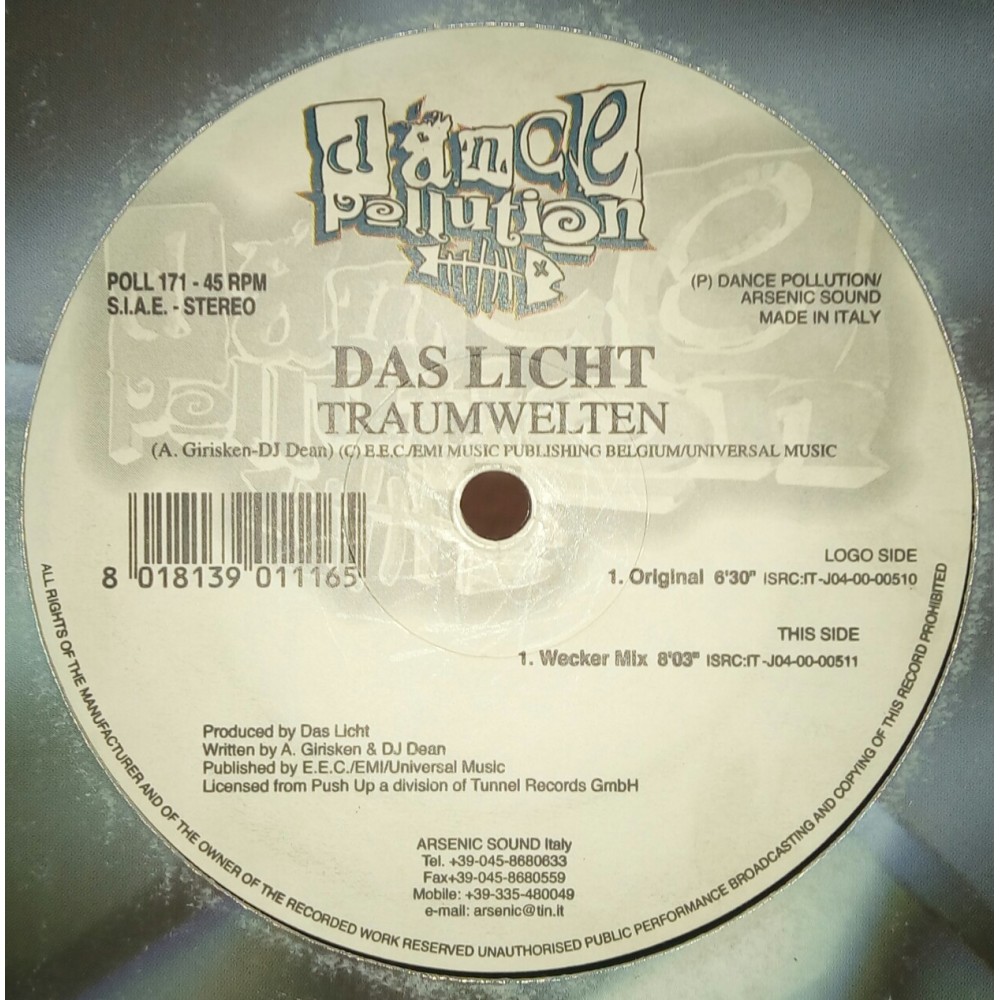 dance
pollution
POLL 171 - 45 RPM
S.I.A.E. - STEREO
(P) DANCE POLLUTION/
ARSENIC SOUND
MADE IN ITALY
DAS LICHT
TRAUMWELTEN
(A. Girisken-DJ Dean) (C) E.E.C./EMI MUSIC PUBLISHING BELGIUM/UNIVERSAL MUSIC
8 018139 011165
LOGO SIDE
1. Original 6'30" ISRC:IT-J04-00-00510
THIS SIDE
1. Wecker Mix 8'03" ISRC:IT-J04-00-00511
Produced by Das Licht
Written by A. Girisken & DJ Dean
Published by E.E.C./EMI/Universal Music
Licensed from Push Up a division of Tunnel Records GmbH
ARSENIC SOUND Italy
Tel. +39-045-8680633
Fax+39-045-8680559
Mobile: +39-335-480049
e-mail: arsenic@tin.it
ALL RIGHTS OF THE MANUFACTURER AND OF THE OWNER OF THE RECORDED WORK RESERVED UNAUTHORISED PUBLIC PERFORMANCE BROADCASTING AND COPYING OF THIS RECORD PROHIBITED